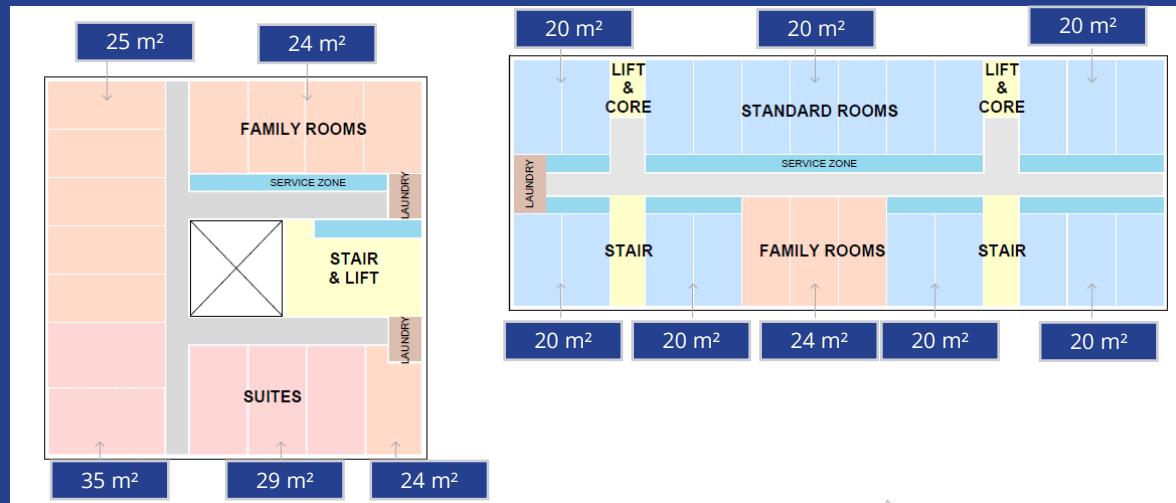 25 m²
24 m²
FAMILY ROOMS
SERVICE ZONE
LAUNDRY
STAIR
& LIFT
LAUNDRY
SUITES
35 m²
29 m²
24 m²
20 m²
20 m²
20 m²
LIFT
&
CORE
LIFT
&
CORE
STANDARD ROOMS
SERVICE ZONE
LAUNDRY
STAIR
FAMILY ROOMS
STAIR
20 m²
20 m²
24 m²
20 m²
20 m²